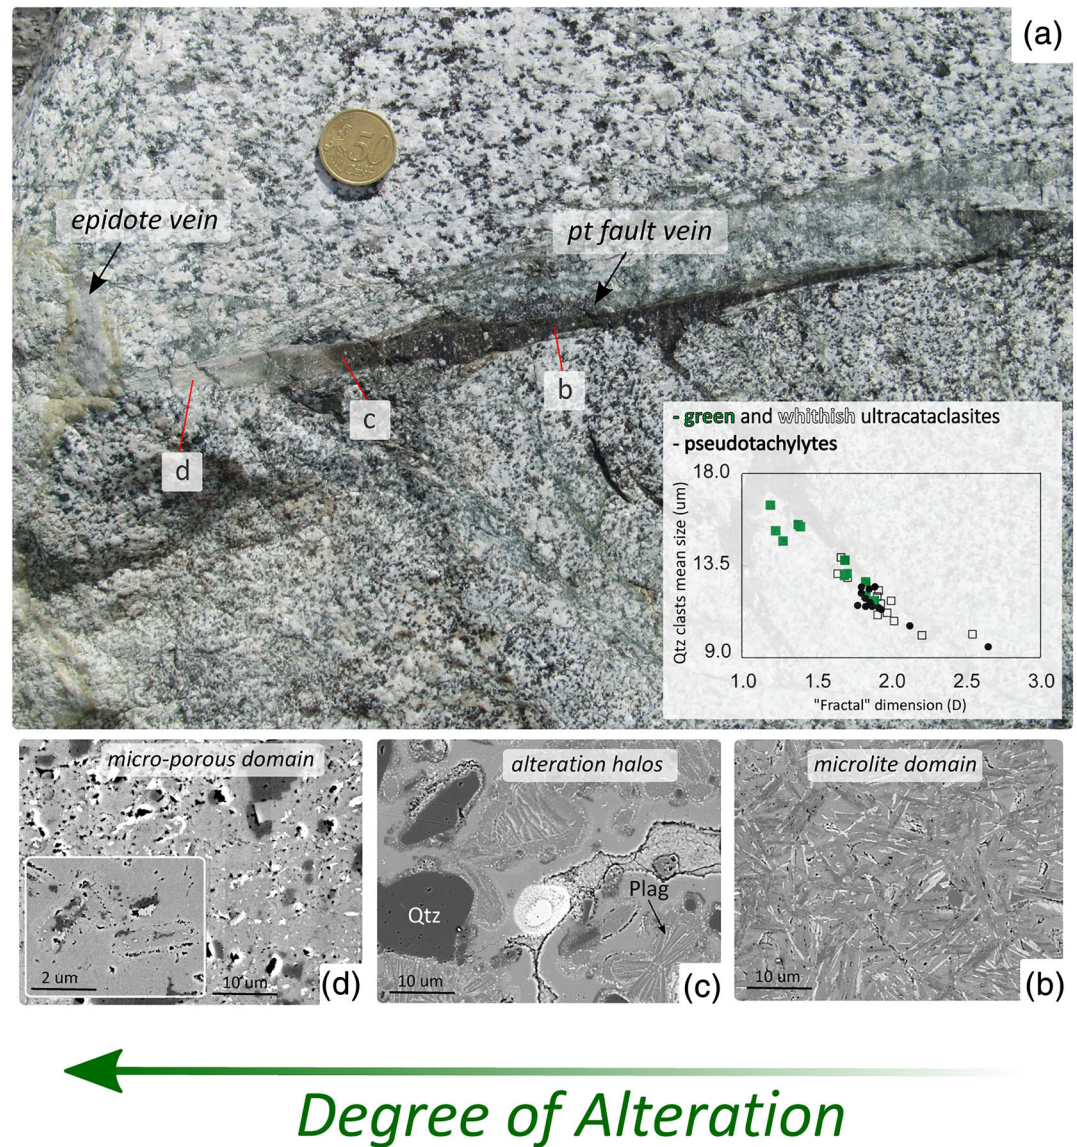 (a)
50
epidote vein
pt fault vein
b
c
d
- green and whithish ultracataclasites
- pseudotachylytes
Qtz clasts mean size (um)
18.0
13.5
9.0
1.0 1.5 2.0 2.5 3.0
"Fractal" dimension (D)
micro-porous domain
2 um
10 um
(d)
alteration halos
Qtz
Plag
10 um
(c)
microlite domain
10 um
(b)
Degree of Alteration